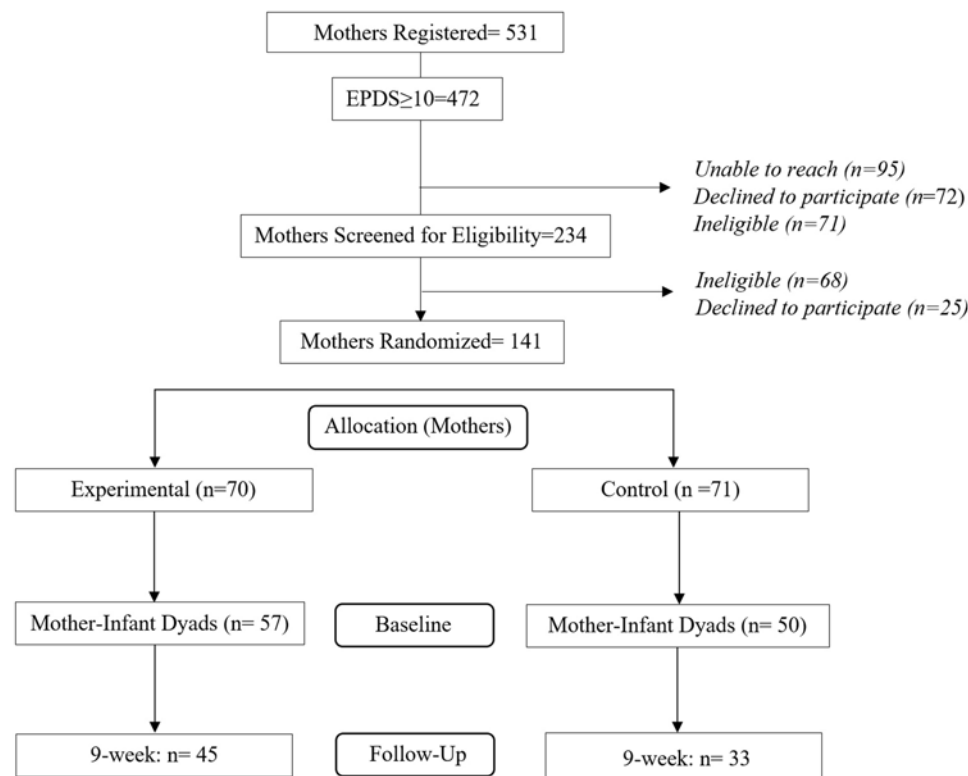 Mothers Registered= 531
EPDS≥10=472
Unable to reach (n=95)
Declined to participate (n=72)
Ineligible (n=71)
Mothers Screened for Eligibility=234
Ineligible (n=68)
Declined to participate (n=25)
Mothers Randomized= 141
Allocation (Mothers)
Experimental (n=70)
Control (n =71)
Mother-Infant Dyads (n= 57)
Baseline
Mother-Infant Dyads (n= 50)
9-week: n= 45
Follow-Up
9-week: n= 33